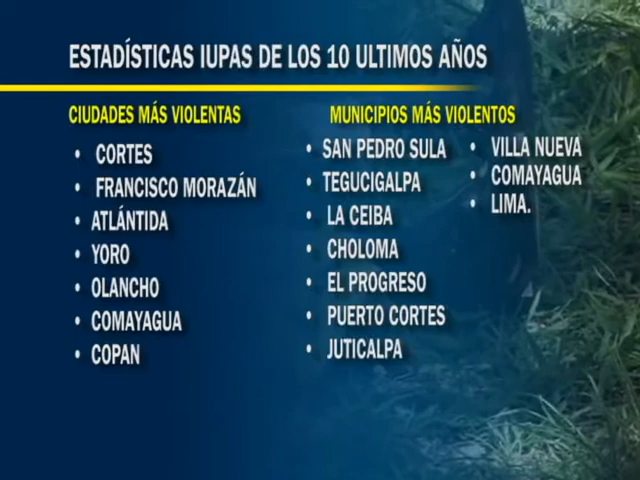 ESTADÍSTICAS IUPAS DE LOS 10 ULTIMOS AÑOS
CIUDADES MÁS VIOLENTAS
• CORTES
• FRANCISCO MORAZÁN
• ATLÁNTIDA
• YORO
• OLANCHO
• COMAYAGUA
• COPAN
MUNICIPIOS MÁS VIOLENTOS
• SAN PEDRO SULA
• TEGUCIGALPA
• LA CEIBA
• CHOLOMA
• EL PROGRESO
• PUERTO CORTES
• JUTICALPA
• VILLA NUEVA
• COMAYAGUA
• LIMA.